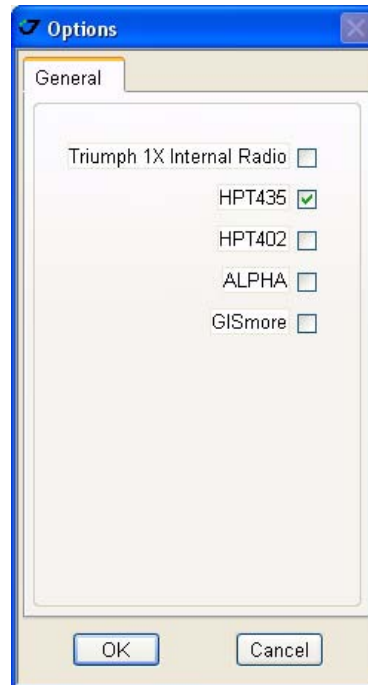 Options
General
Triumph 1X Internal Radio
HPT435
HPT402
ALPHA
GISmore
OK
Cancel